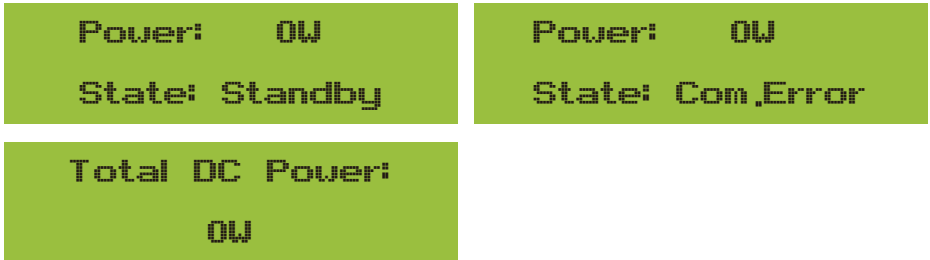 Power: 0W
State: Standby
Power: 0W
State: Com.Error
Total DC Power:
0W